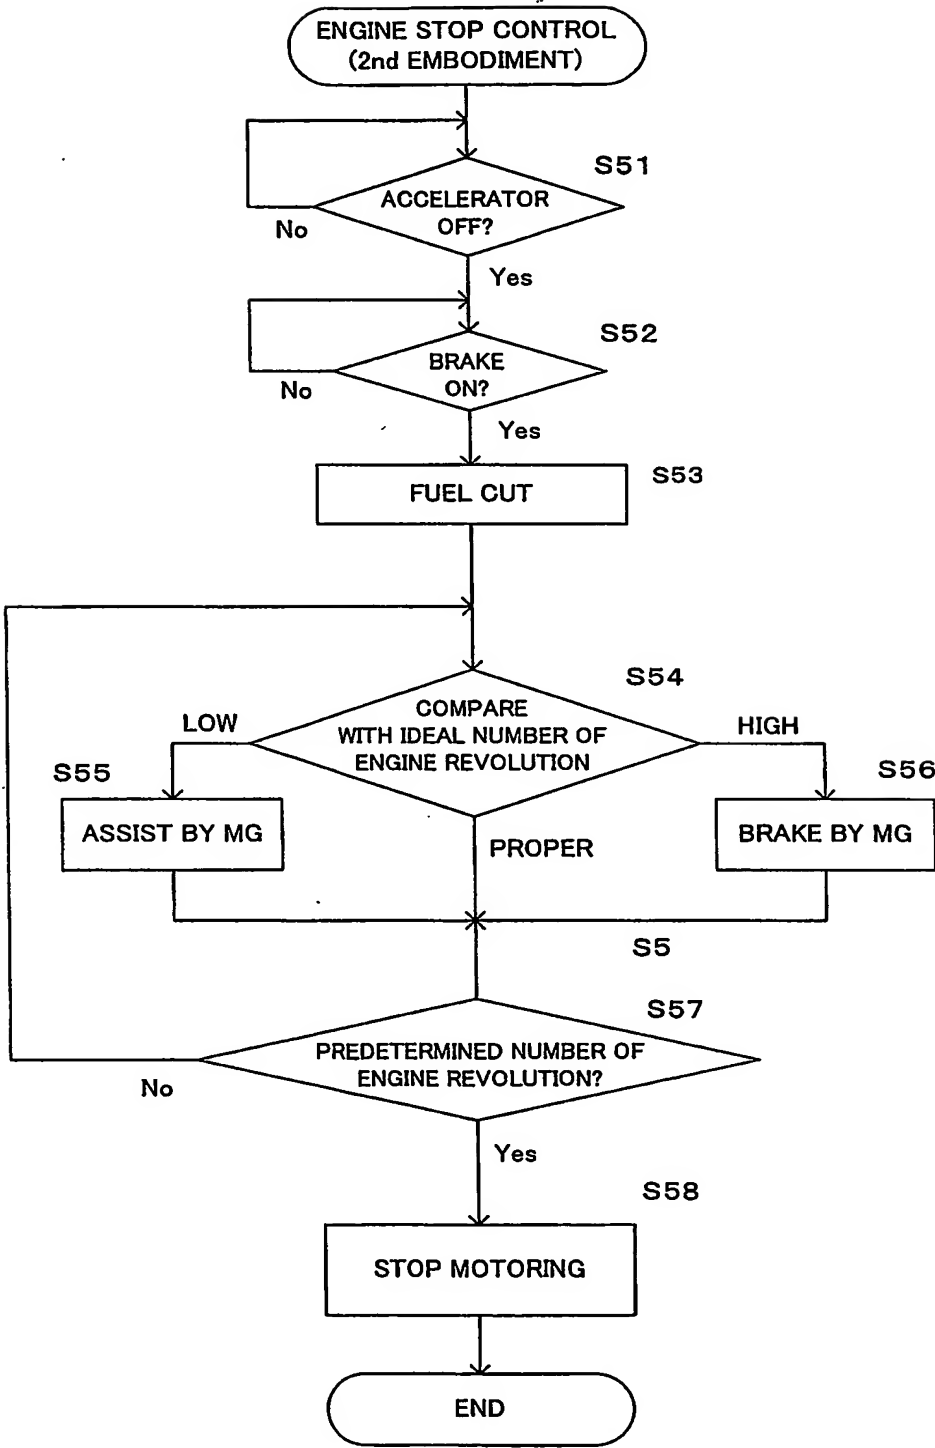 ENGINE STOP CONTROL
(2nd EMBODIMENT)
S51
ACCELERATOR
OFF?
No
Yes
S52
BRAKE
ON?
No
Yes
S53
FUEL CUT
S54
COMPARE
WITH IDEAL NUMBER OF
ENGINE REVOLUTION
LOW
HIGH
S55
S56
ASSIST BY MG
BRAKE BY MG
PROPER
S5
S57
PREDETERMINED NUMBER OF
ENGINE REVOLUTION?
No
Yes
S58
STOP MOTORING
END